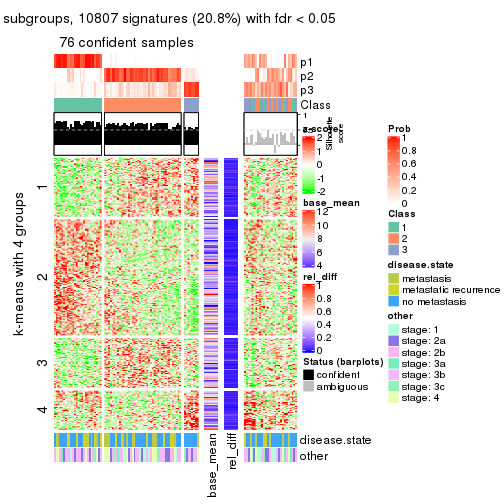 subgroups, 10807 signatures (20.8%) with fdr < 0.05
76 confident samples
p1
p2
p3
Class
1
0.5
0
Silhouette
score
k-means with 4 groups
1
2
3
4
z-score
2
1
0
-1
-2
base_mean
12
10
8
6
4
rel_diff
1
0.8
0.6
0.4
0.2
0
Status (barplots)
confident
ambiguous
Prob
1
0.8
0.6
0.4
0.2
0
Class
1
2
3
disease.state
metastasis
metastatic recurrence
no metastasis
other
stage: 1
stage: 2a
stage: 2b
stage: 3a
stage: 3b
stage: 3c
stage: 4
disease.state
other
base_mean
rel_diff